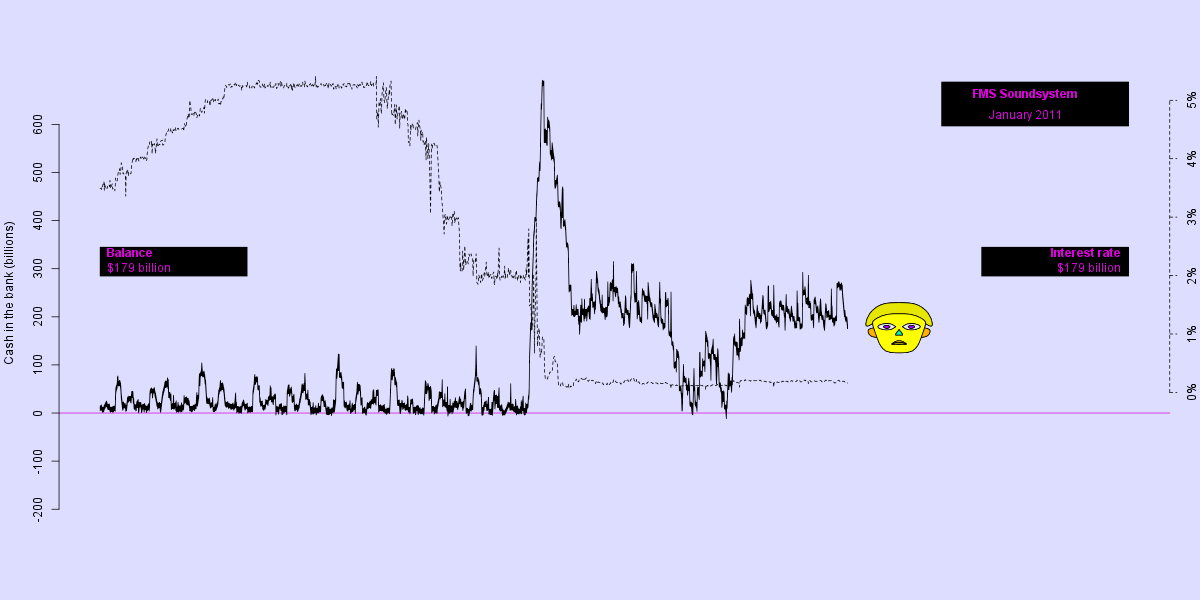 FMS Soundsystem
January 2011
Balance
$179 billion
Interest rate
$179 billion
Cash in the bank (billions)
600
500
400
300
200
100
0
-100
-200
5%
4%
3%
2%
1%
0%